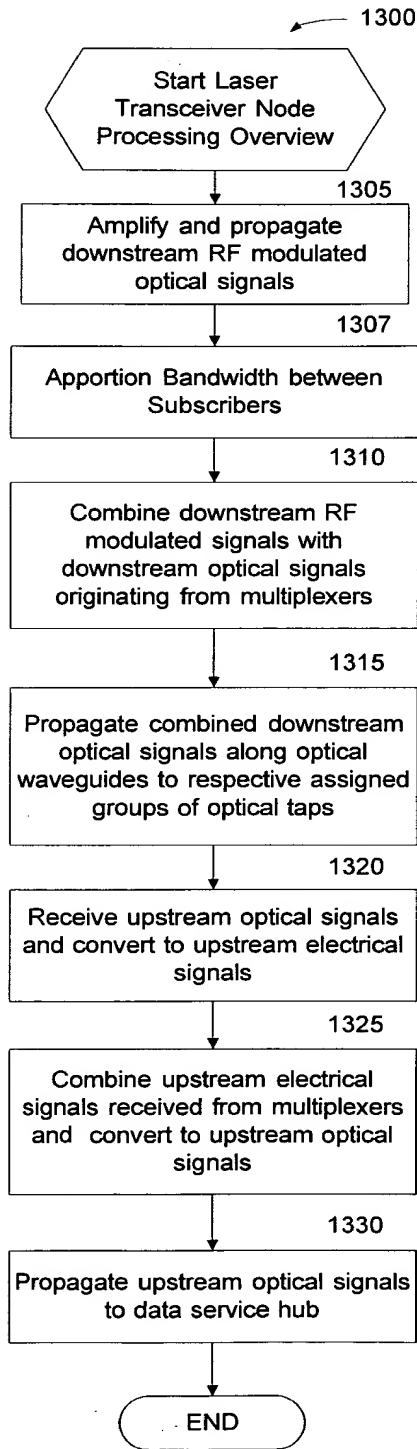 1300
Start Laser
Transceiver Node
Processing Overview
1305
Amplify and propagate
downstream RF modulated
optical signals
1307
Apportion Bandwidth between
Subscribers
1310
Combine downstream RF
modulated signals with
downstream optical signals
originating from multiplexers
1315
Propagate combined downstream
optical signals along optical
waveguides to respective assigned
groups of optical taps
1320
Receive upstream optical signals
and convert to upstream electrical
signals
1325
Combine upstream electrical
signals received from multiplexers
and convert to upstream optical
signals
1330
Propagate upstream optical signals
to data service hub
END